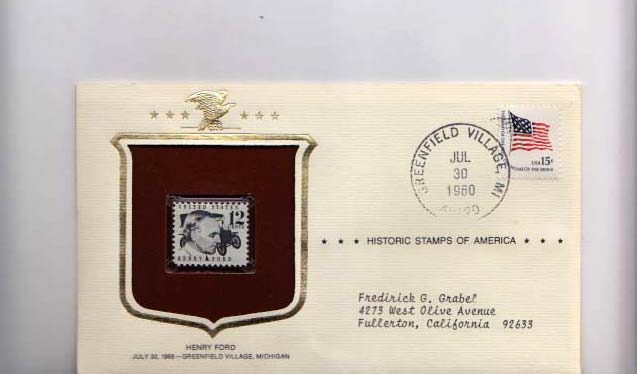 GREENFIELD VILLAGE, MI
JUL
30
1980
USA 15c
UNITED STATES
12
CENTS
HENRY FORD
★ ★ ★ HISTORIC STAMPS OF AMERICA ★ ★ ★
Fredirick G. Grabel
4273 West Olive Avenue
Fullerton, California 92633
HENRY FORD
JULY 30, 1968 — GREENFIELD VILLAGE, MICHIGAN